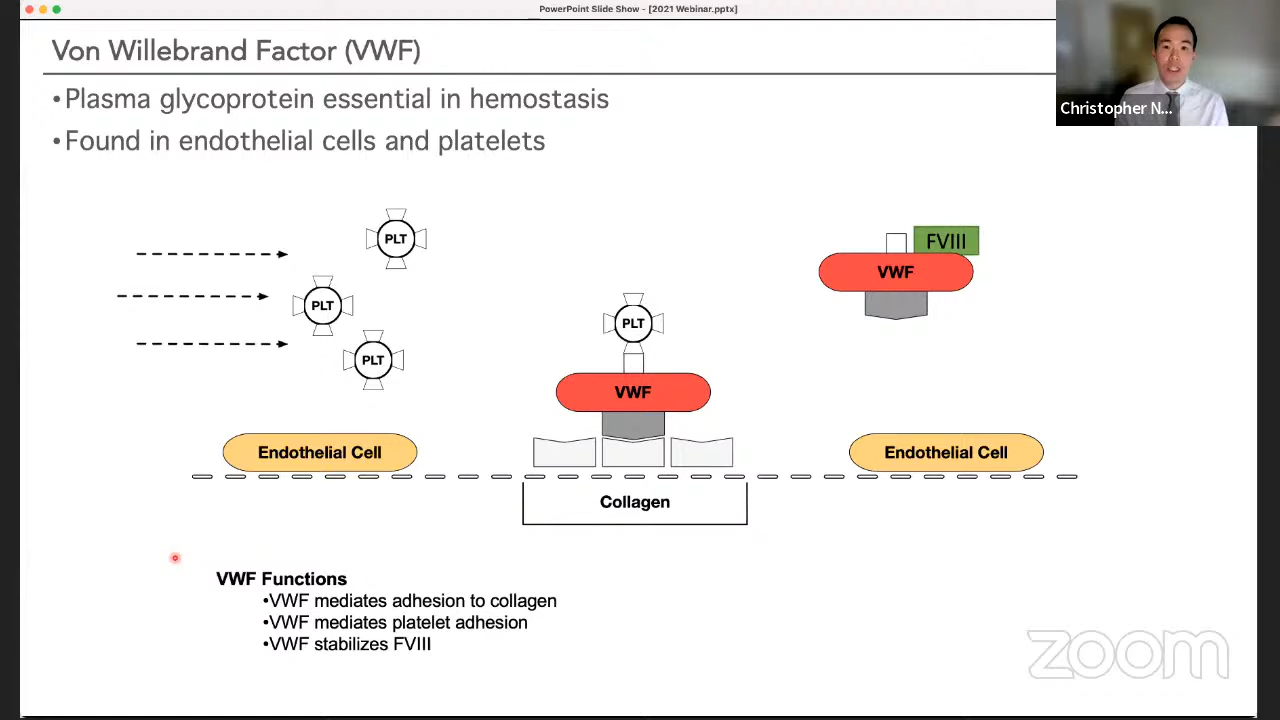 PowerPoint Slide Show - [2021 Webinar.pptx]
Von Willebrand Factor (VWF)
•Plasma glycoprotein essential in hemostasis
•Found in endothelial cells and platelets
Christopher N...
PLT
PLT
PLT
PLT
VWF
FVIII
VWF
Endothelial Cell
Endothelial Cell
Collagen
VWF Functions
•VWF mediates adhesion to collagen
•VWF mediates platelet adhesion
•VWF stabilizes FVIII
zoom